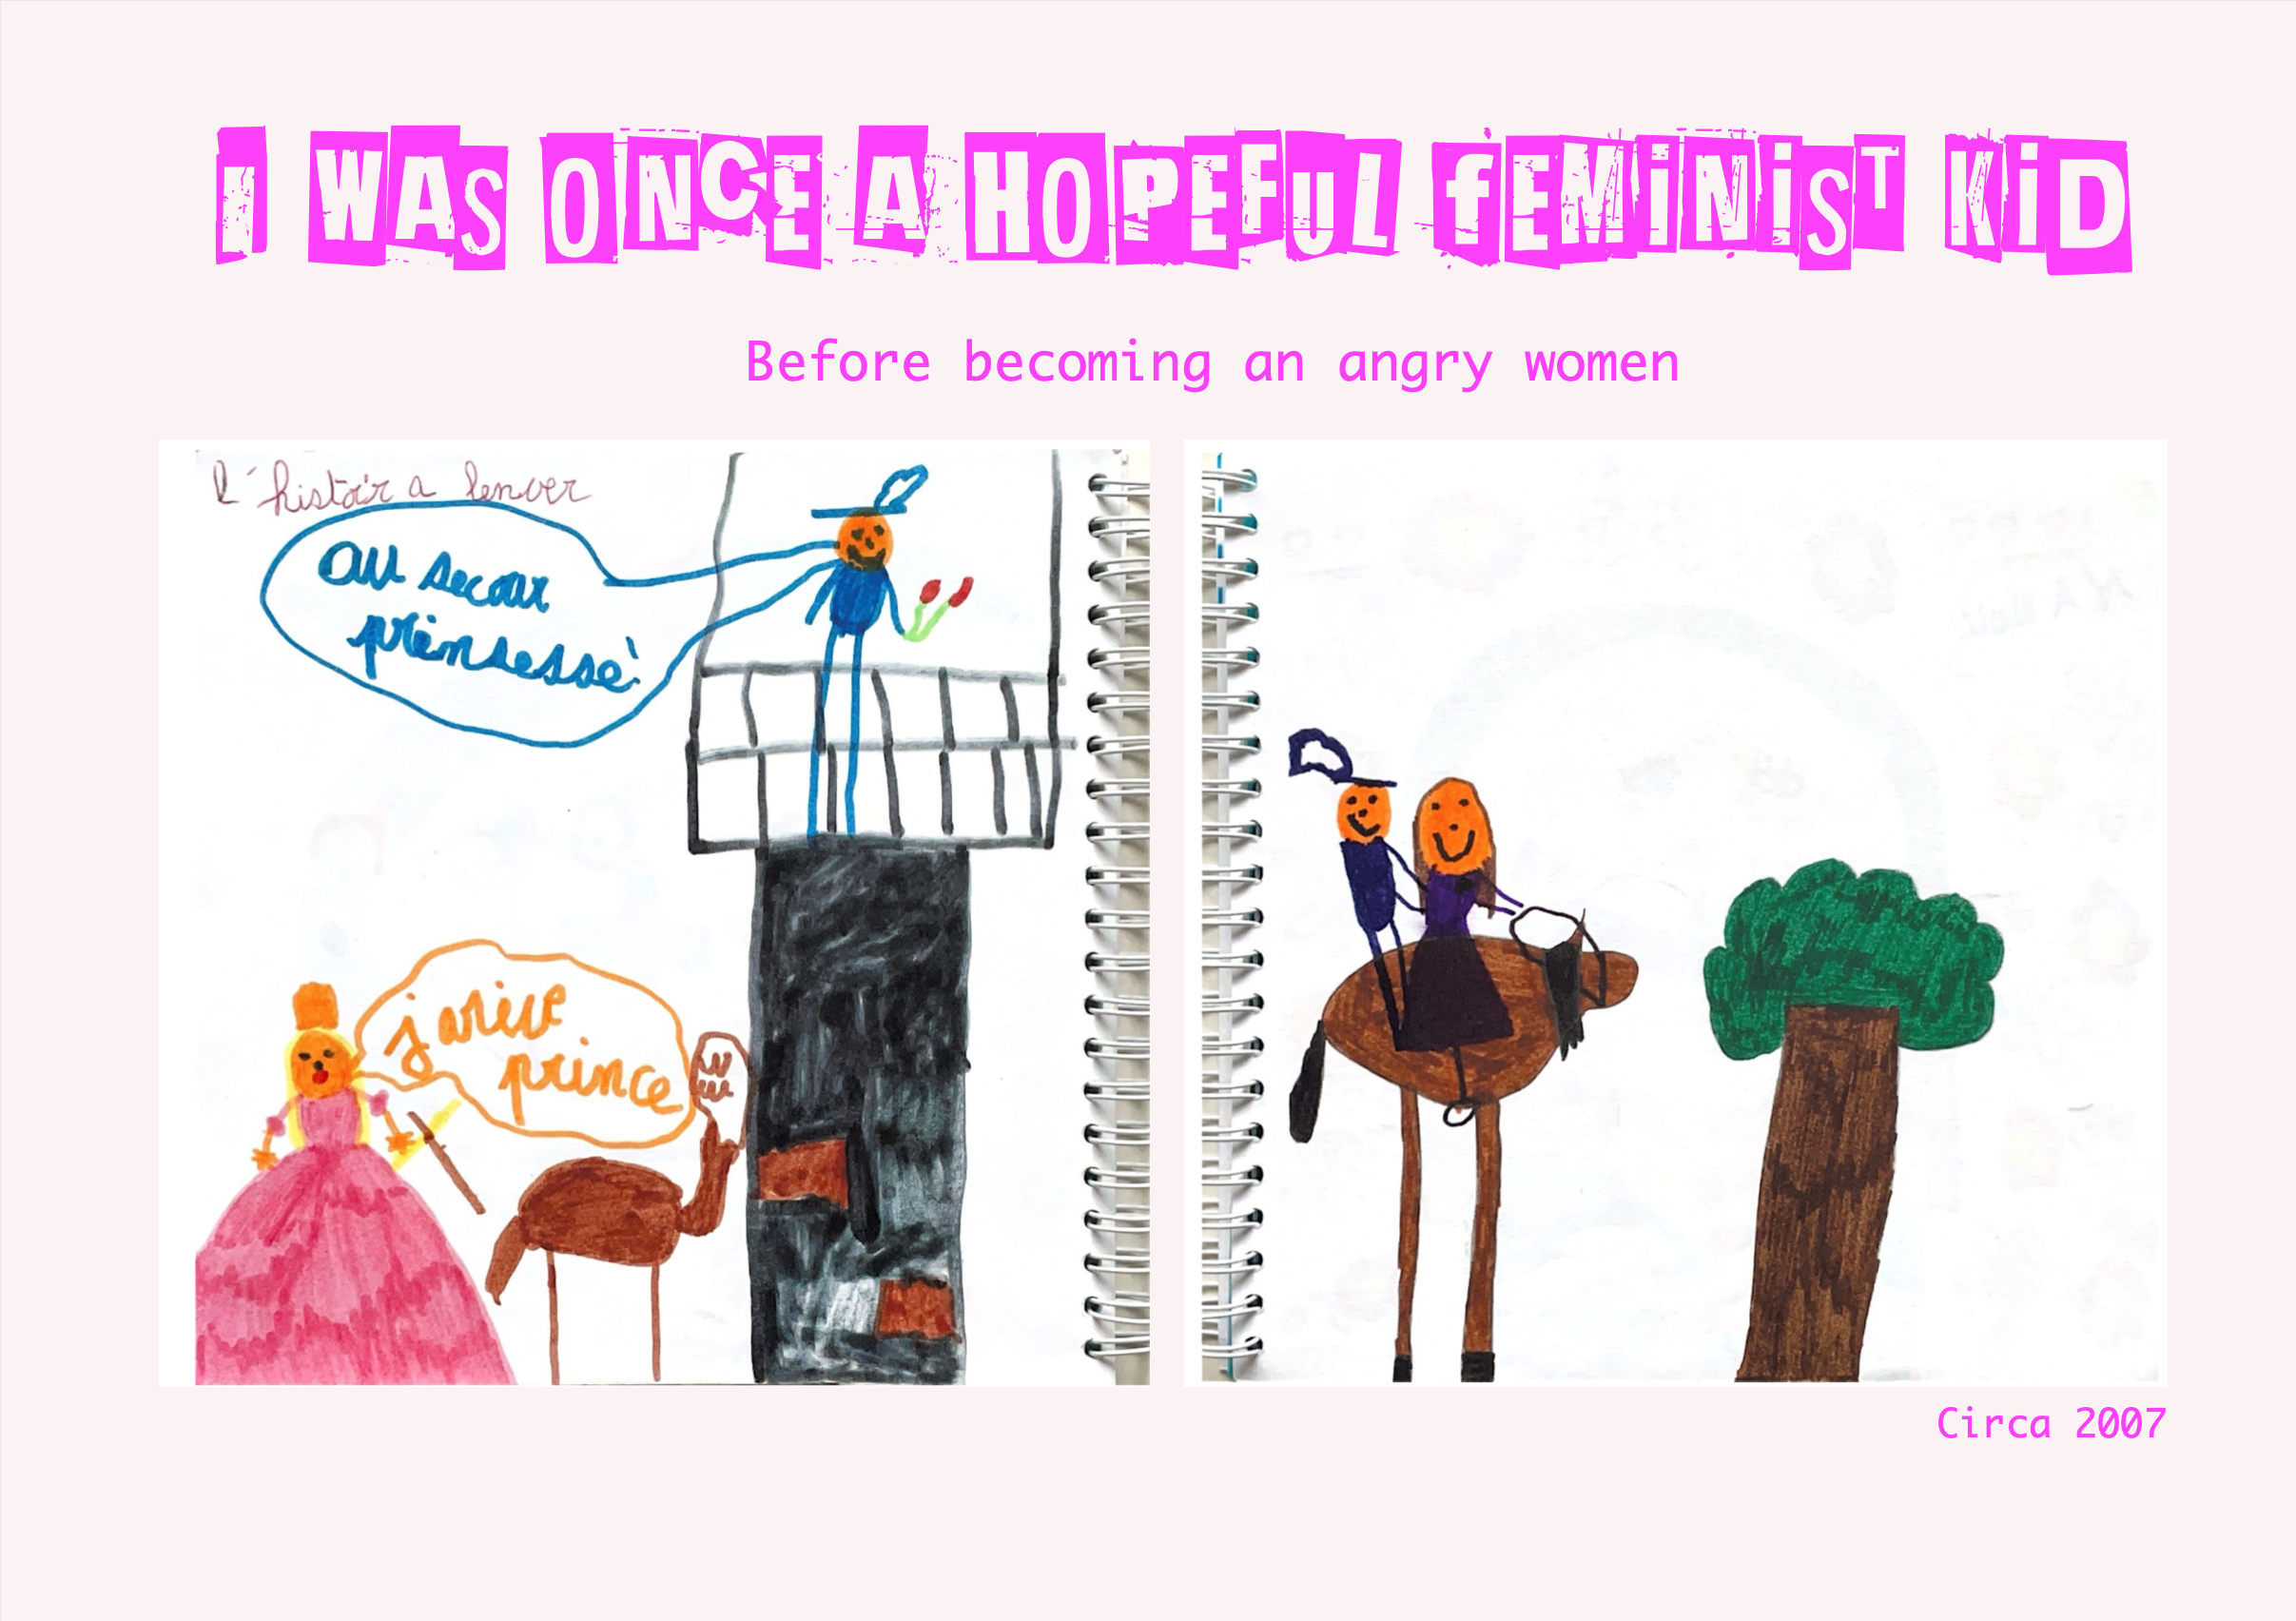 I WAS ONCE A HOPEFUL FEMINIST KID
Before becoming an angry women
l'histoir a lenver
au secour
prinsesse
j'arive
prince
Circa 2007